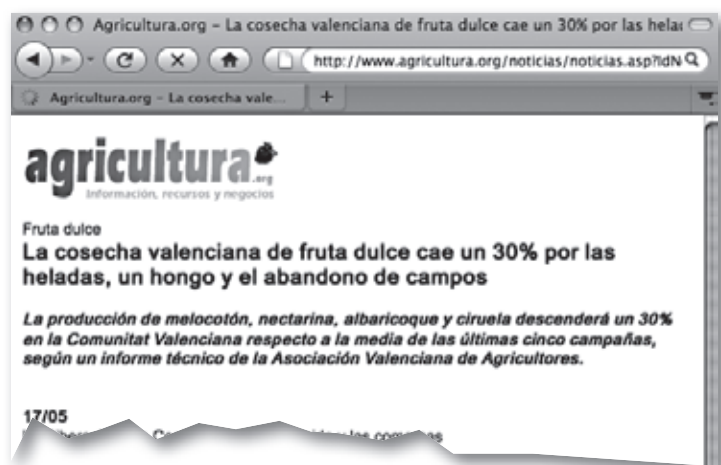 Agricultura.org – La cosecha valenciana de fruta dulce cae un 30% por las helad
http://www.agricultura.org/noticias/noticias.asp?idN
Agricultura.org – La cosecha vale...
agricultura.org
Información, recursos y negocios
Fruta dulce
La cosecha valenciana de fruta dulce cae un 30% por las
heladas, un hongo y el abandono de campos
La producción de melocotón, nectarina, albaricoque y ciruela descenderá un 30%
en la Comunitat Valenciana respecto a la media de las últimas cinco campañas,
según un informe técnico de la Asociación Valenciana de Agricultores.
17/05